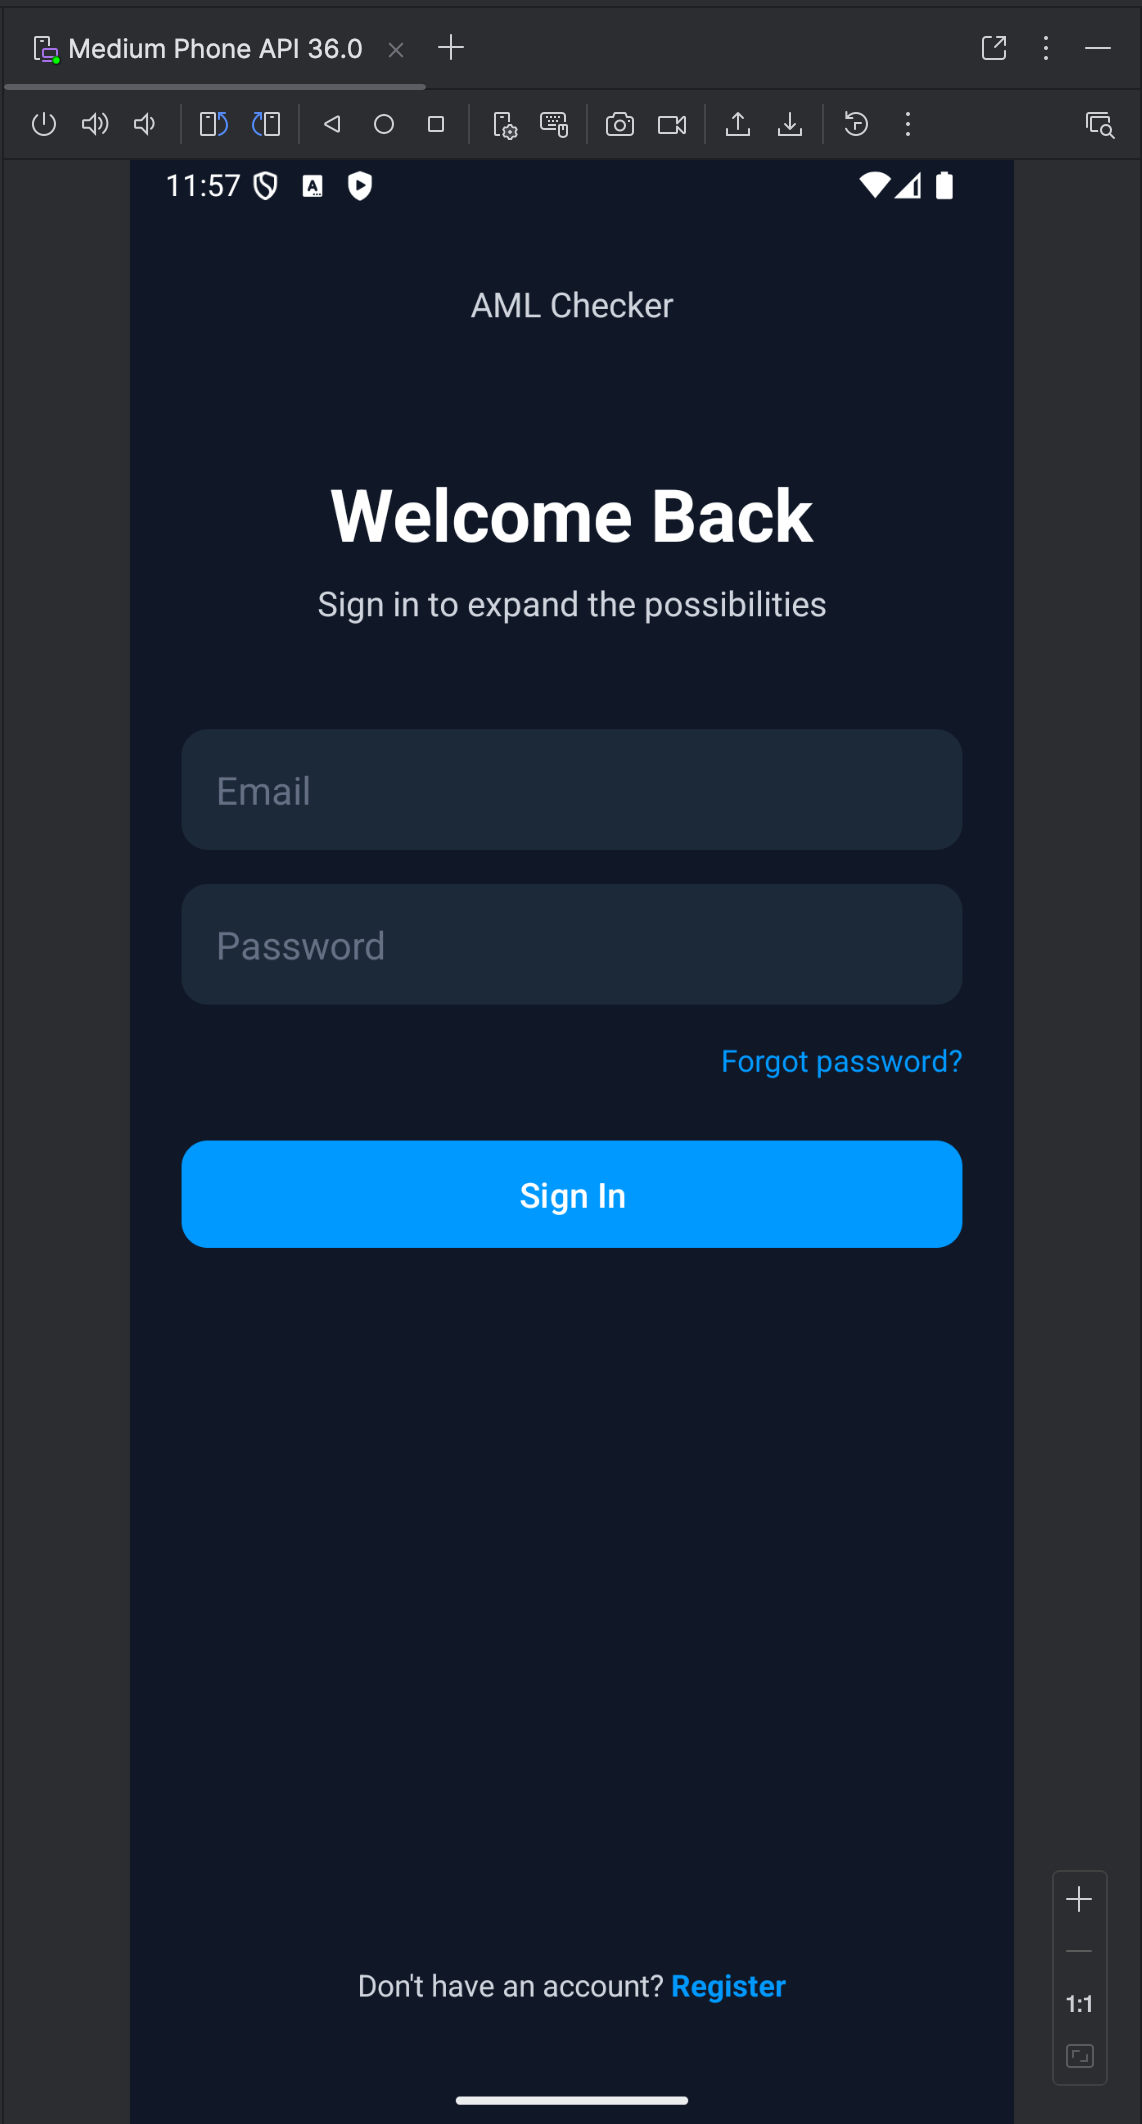 Medium Phone API 36.0
11:57
AML Checker
Welcome Back
Sign in to expand the possibilities
Email
Password
Forgot password?
Sign In
Don't have an account? Register
1:1